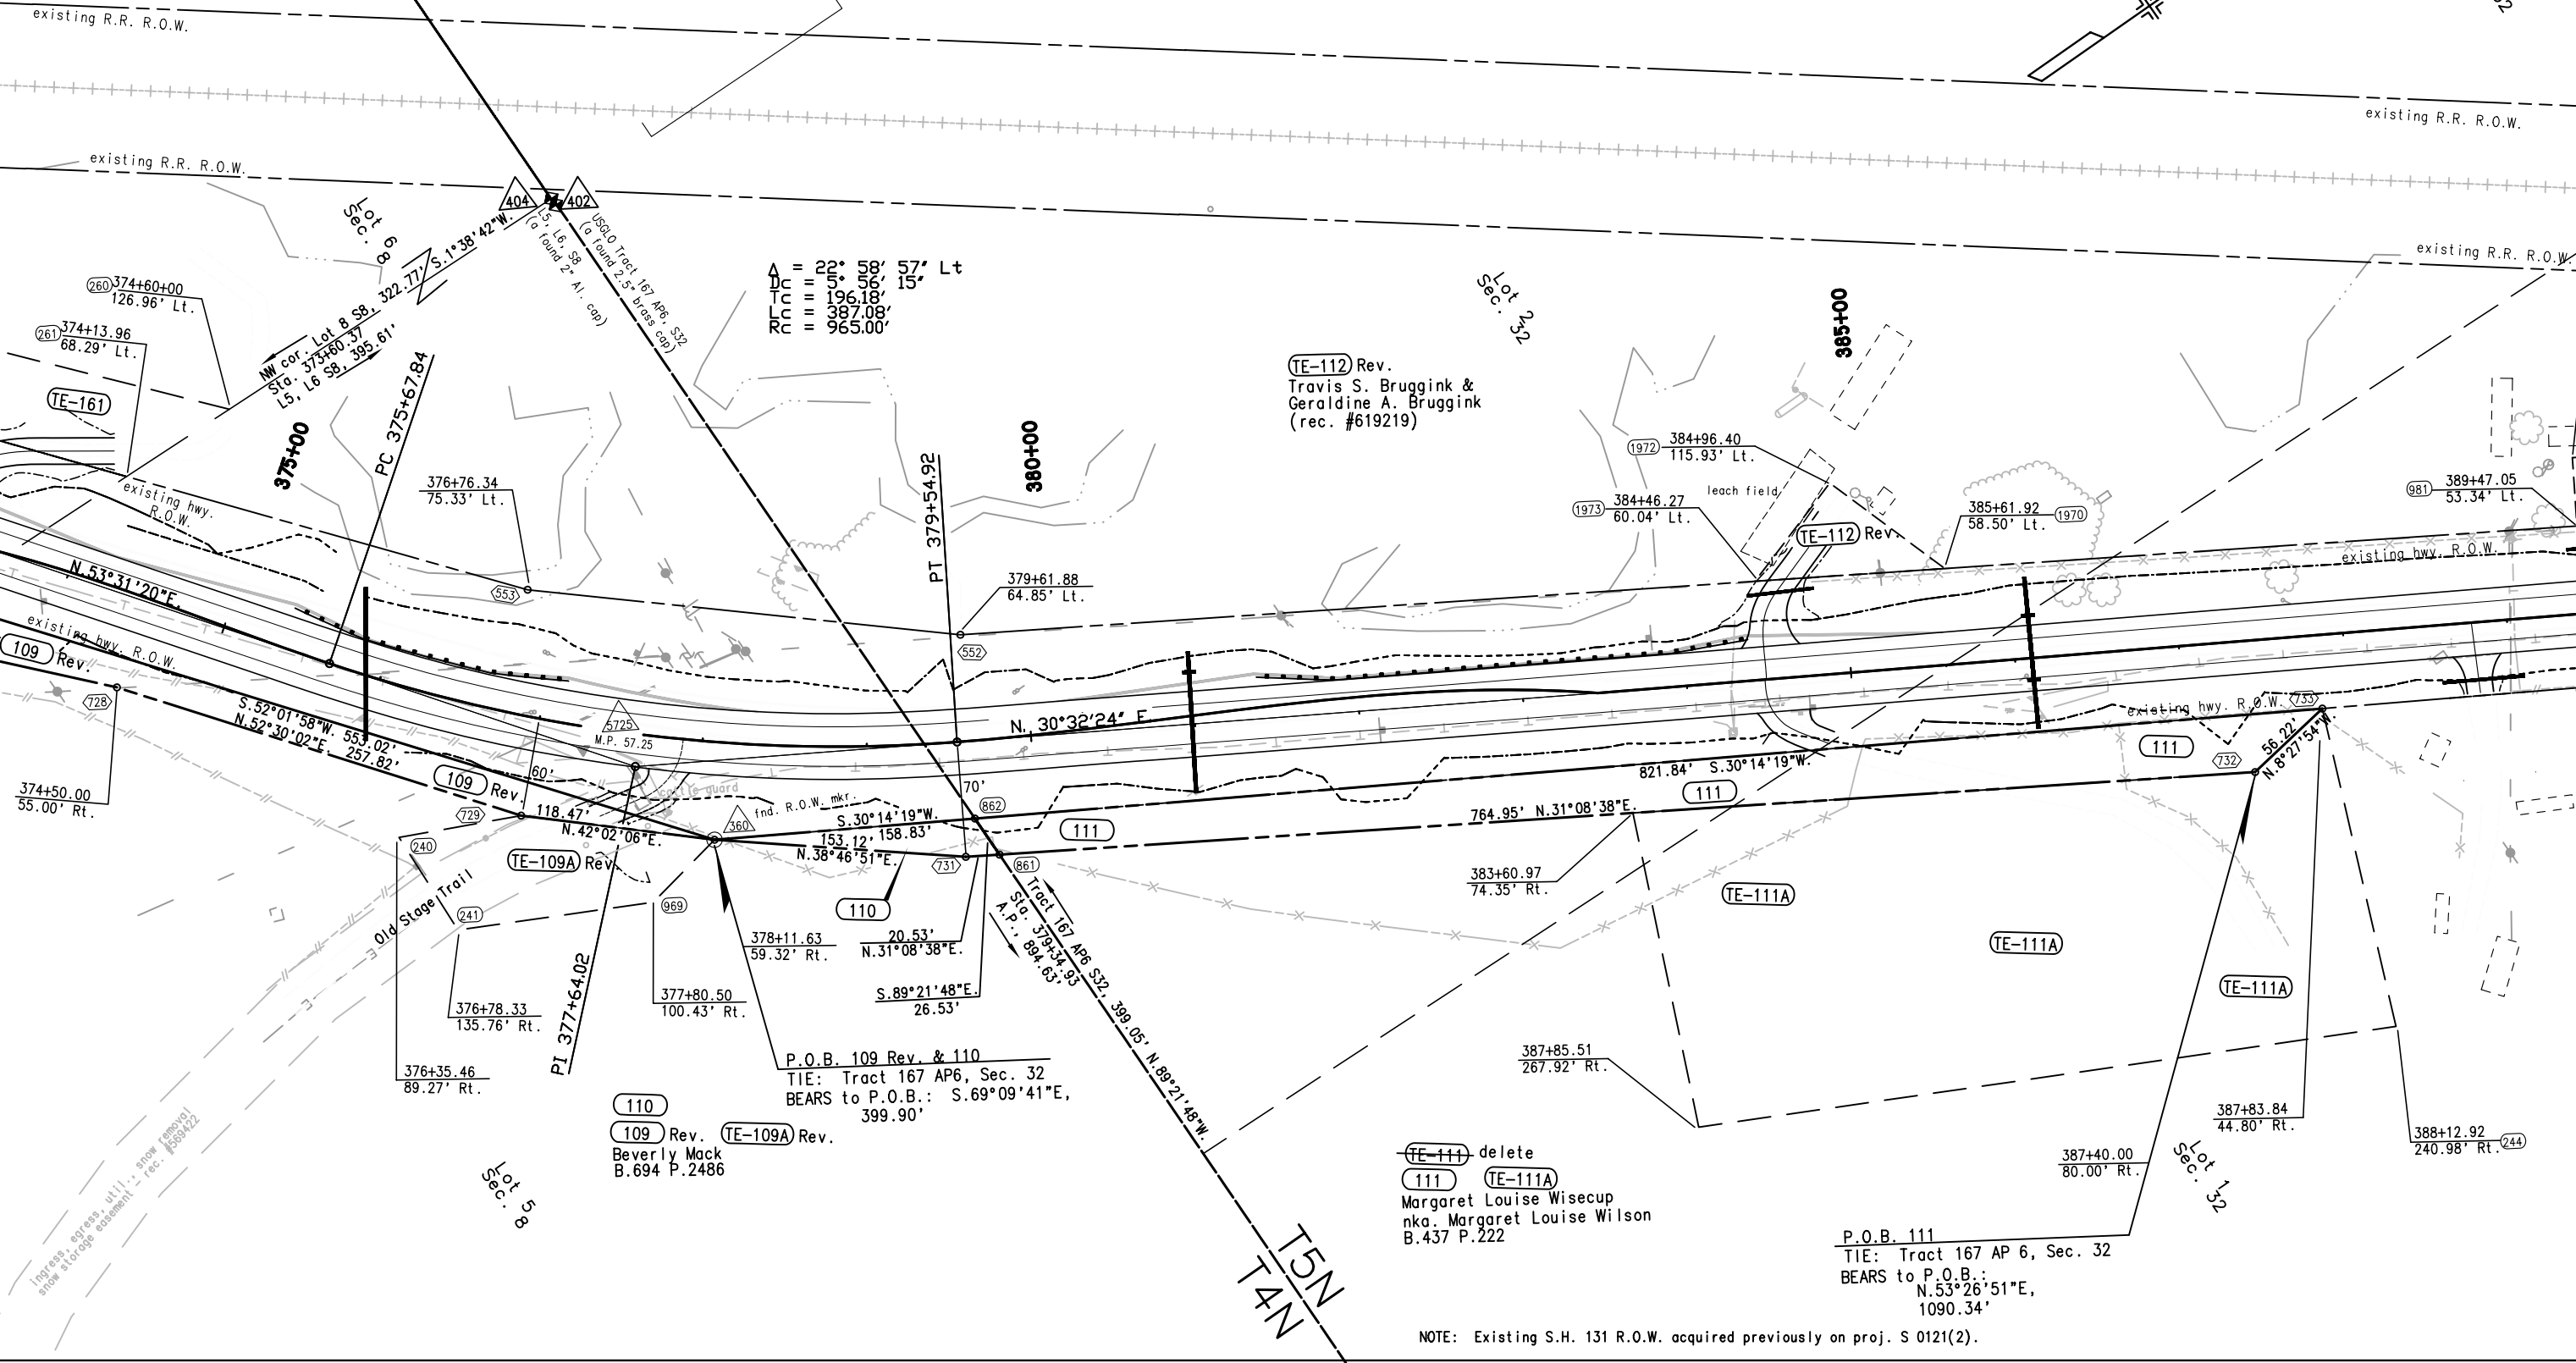 existing R.R. R.O.W.
existing R.R. R.O.W.
existing R.R. R.O.W.
existing R.R. R.O.W.
404
402
Lot 6
Sec. 8
322.77' S.1°38'42"W.
L5, L6, S8
(a found 2" Al. cap)
USGLO Tract 167 AP6, S32
(a found 2.5" brass cap)
NW cor. Lot 8 S8,
Sta. 373+60.37
L5, L6 S8, 395.61'
260
374+60+00
126.96' Lt.
261
374+13.96
68.29' Lt.
TE-161
Δ = 22° 58' 57" Lt
Dc = 5° 56' 15"
Tc = 196.18'
Lc = 387.08'
Rc = 965.00'
Lot 2
Sec. 32
385+00
TE-112 Rev.
Travis S. Bruggink &
Geraldine A. Bruggink
(rec. #619219)
375+00
PC 375+67.84
376+76.34
75.33' Lt.
553
PT 379+54.92
380+00
379+61.88
64.85' Lt.
552
1972
384+96.40
115.93' Lt.
leach field
1973
384+46.27
60.04' Lt.
TE-112 Rev.
385+61.92
58.50' Lt.
1970
981
389+47.05
53.34' Lt.
existing hwy.
R.O.W.
existing hwy. R.O.W.
N.53°31'20"E.
existing hwy. R.O.W.
109 Rev.
728
374+50.00
55.00' Rt.
S.52°01'58"W. 553.02'
N.52°30'02"E. 257.82'
109 Rev.
60'
5725
M.P. 57.25
cattle guard
N. 30°32'24" E.
70'
118.47'
N.42°02'06"E.
729
360
fnd. R.O.W. mkr.
S.30°14'19"W.
158.83'
153.12'
N.38°46'51"E.
862
731
861
111
821.84' S.30°14'19"W.
111
764.95' N.31°08'38"E.
existing hwy. R.O.W.
733
111
732
56.22'
N.8°27'54"W.
240
241
Old Stage Trail
TE-109A Rev.
969
110
378+11.63
59.32' Rt.
20.53'
N.31°08'38"E.
S.89°21'48"E.
26.53'
Tract 167 AP6 S32, 399.05' N.89°21'48"W.
Sta. 379+34.93
A.P., 894.63'
383+60.97
74.35' Rt.
TE-111A
TE-111A
TE-111A
377+80.50
100.43' Rt.
376+78.33
135.76' Rt.
PI 377+64.02
376+35.46
89.27' Rt.
P.O.B. 109 Rev. & 110
TIE: Tract 167 AP6, Sec. 32
BEARS to P.O.B.: S.69°09'41"E,
399.90'
387+85.51
267.92' Rt.
387+83.84
44.80' Rt.
388+12.92
240.98' Rt.
244
387+40.00
80.00' Rt.
Lot 1
Sec. 32
110
109 Rev. TE-109A Rev.
Beverly Mack
B.694 P.2486
Lot 5
Sec. 8
ingress, egress, util., snow removal
snow storage easement - rec. #569422
TE-111 delete
111 TE-111A
Margaret Louise Wisecup
nka. Margaret Louise Wilson
B.437 P.222
P.O.B. 111
TIE: Tract 167 AP 6, Sec. 32
BEARS to P.O.B.:
N.53°26'51"E,
1090.34'
T5N
T4N
NOTE: Existing S.H. 131 R.O.W. acquired previously on proj. S 0121(2).